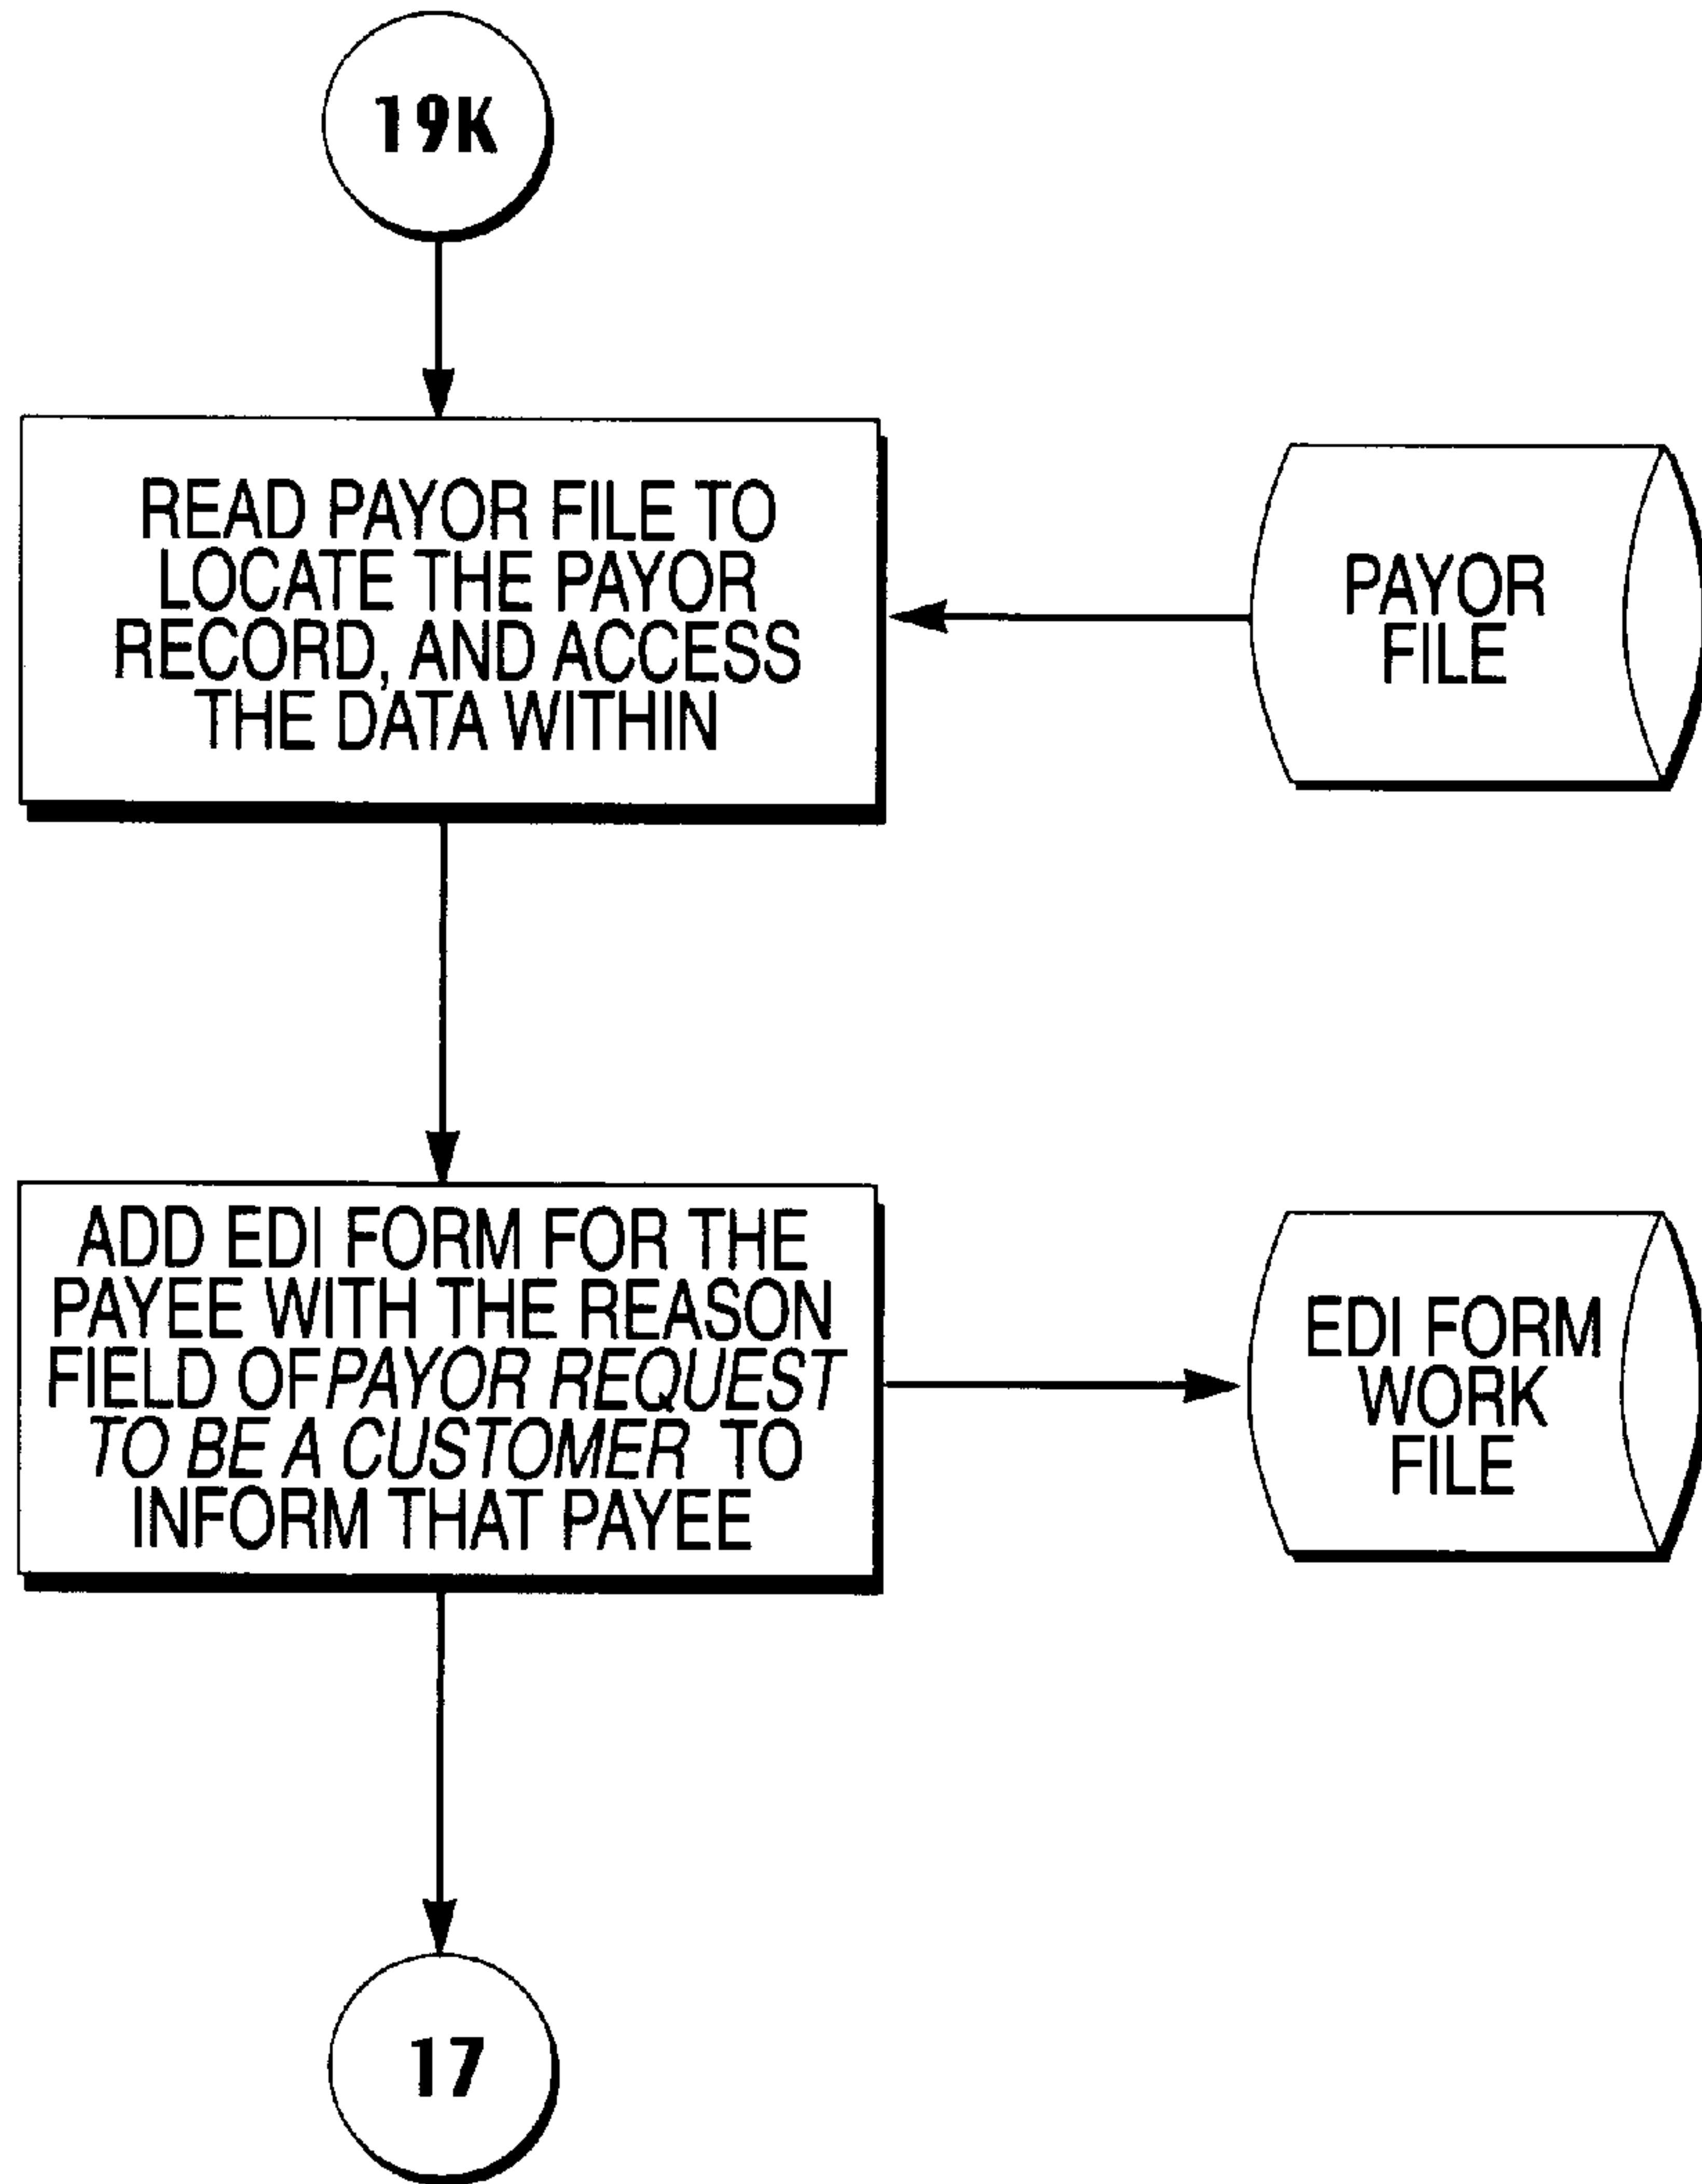 19K
READ PAYOR FILE TO
LOCATE THE PAYOR
RECORD, AND ACCESS
THE DATA WITHIN
PAYOR
FILE
ADD EDI FORM FOR THE
PAYEE WITH THE REASON
FIELD OF PAYOR REQUEST
TO BE A CUSTOMER TO
INFORM THAT PAYEE
EDI FORM
WORK
FILE
17